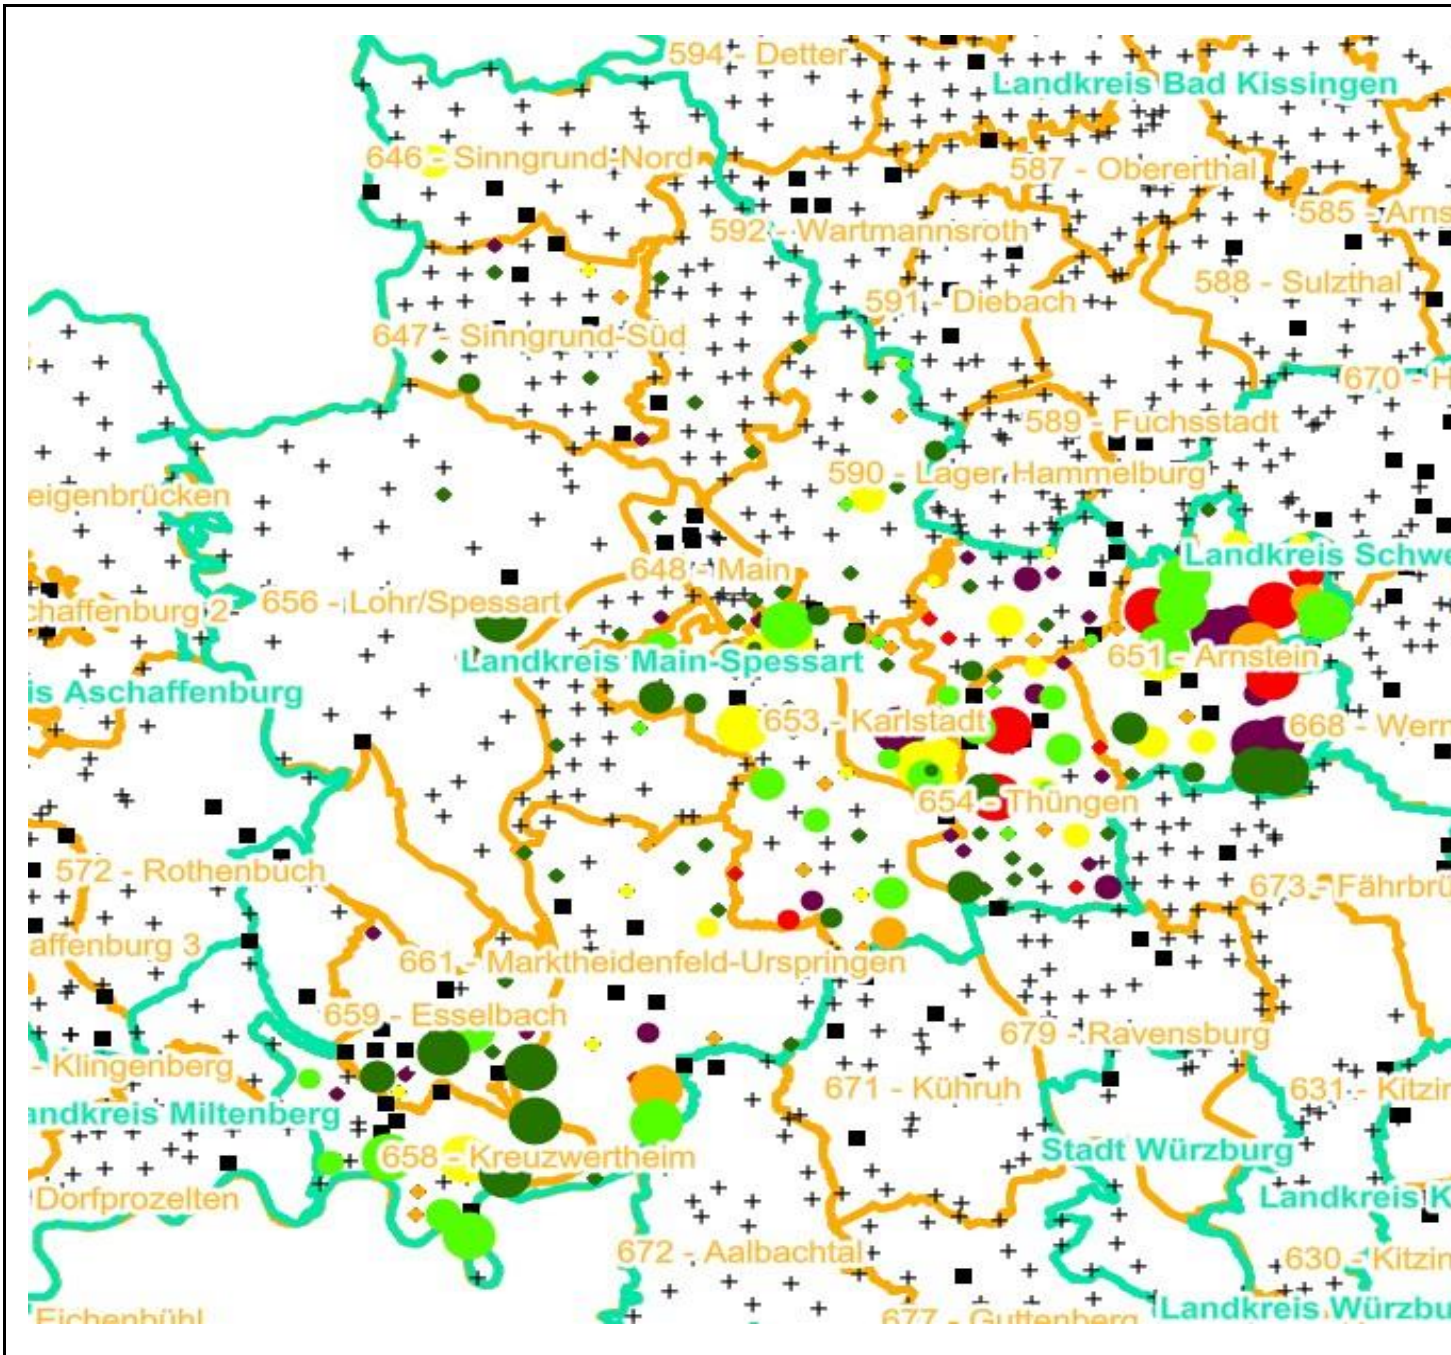 594 - Detter
Landkreis Bad Kissingen
646 - Sinngrund-Nord
587 - Obererthal
585 - Arns
592 - Wartmannsroth
588 - Sulzthal
591 - Diebach
647 - Sinngrund-Süd
670 - H
589 - Fuchsstadt
590 - Lager Hammelburg
eigenbrücken
Landkreis Schwe
648 - Main
656 - Lohr/Spessart
chaffenburg 2
651 - Arnstein
Landkreis Main-Spessart
is Aschaffenburg
653 - Karlstadt
668 - Wern
654 - Thüngen
572 - Rothenbuch
673 - Fährbrü
affenburg 3
661 - Marktheidenfeld-Urspringen
659 - Esselbach
679 - Ravensburg
- Klingenberg
671 - Kühruh
631 - Kitzin
andkreis Miltenberg
Stadt Würzburg
658 - Kreuzwertheim
Dorfprozelten
Landkreis K
672 - Aalbachtal
630 - Kitzin
Landkreis Würzbu
Eichenbühl
677 - Guttenberg